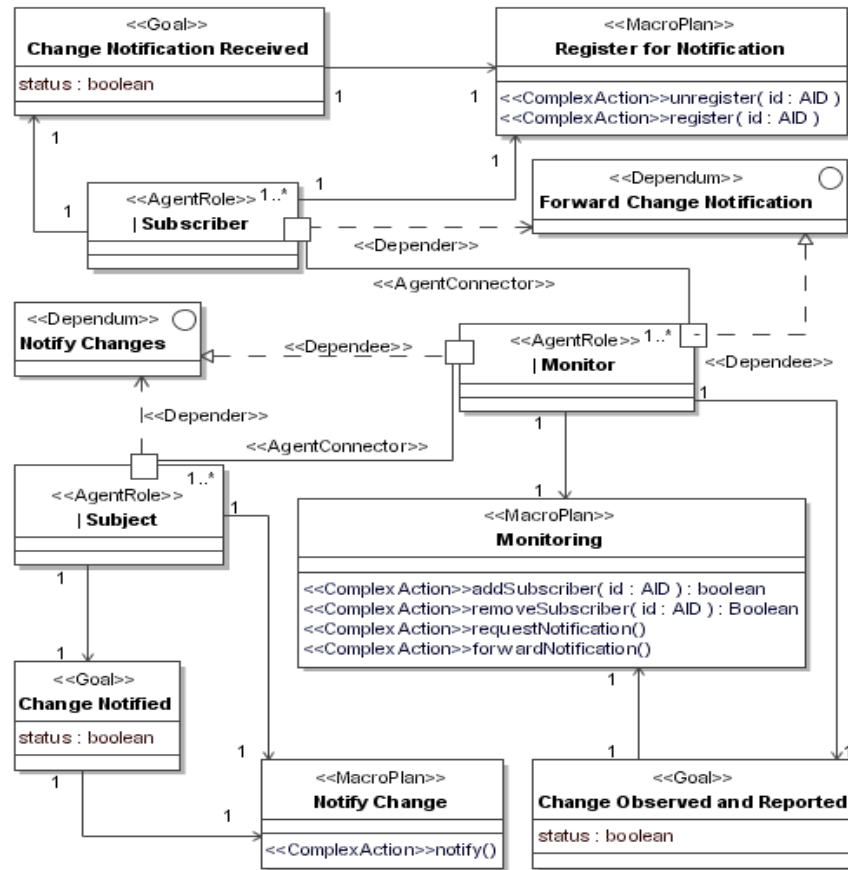 <<Goal>>
Change Notification Received
status : boolean
<<MacroPlan>>
Register for Notification
<<ComplexAction>>unregister( id : AID )
<<ComplexAction>>register( id : AID )
1
1
1
1
1
1
<<AgentRole>>
1..*
| Subscriber
<<Dependum>>
Forward Change Notification
<<Depender>>
<<AgentConnector>>
<<Dependum>>
Notify Changes
<<Dependee>>
<<AgentRole>>
1..*
| Monitor
<<Dependee>>
<<Depender>>
<<AgentConnector>>
1
1
<<AgentRole>>
1..*
| Subject
1
1
<<MacroPlan>>
Monitoring
<<ComplexAction>>addSubscriber( id : AID ) : boolean
<<ComplexAction>>removeSubscriber( id : AID ) : Boolean
<<ComplexAction>>requestNotification()
<<ComplexAction>>forwardNotification()
1
1
<<Goal>>
Change Notified
status : boolean
1
1
1
1
1
1
<<MacroPlan>>
Notify Change
<<ComplexAction>>notify()
<<Goal>>
Change Observed and Reported
status : boolean